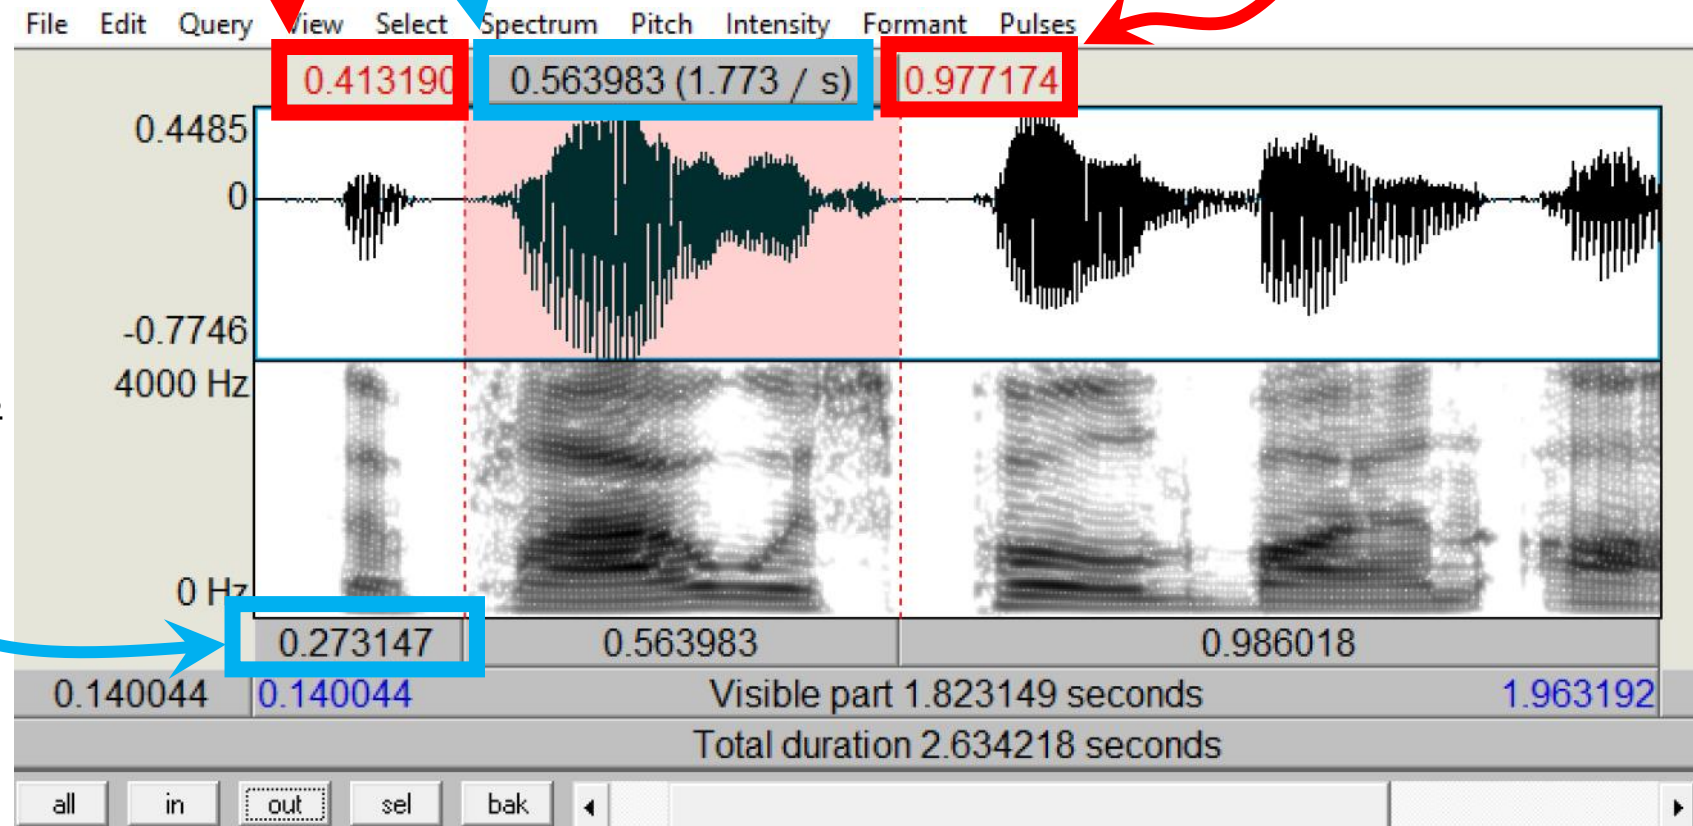 File Edit Query View Select Spectrum Pitch Intensity Formant Pulses
0.413190 0.563983 (1.773 / s) 0.977174
0.4485
0
-0.7746
4000 Hz
0 Hz
0.273147 0.563983 0.986018
0.140044 0.140044 Visible part 1.823149 seconds 1.963192
Total duration 2.634218 seconds
all in out sel bak